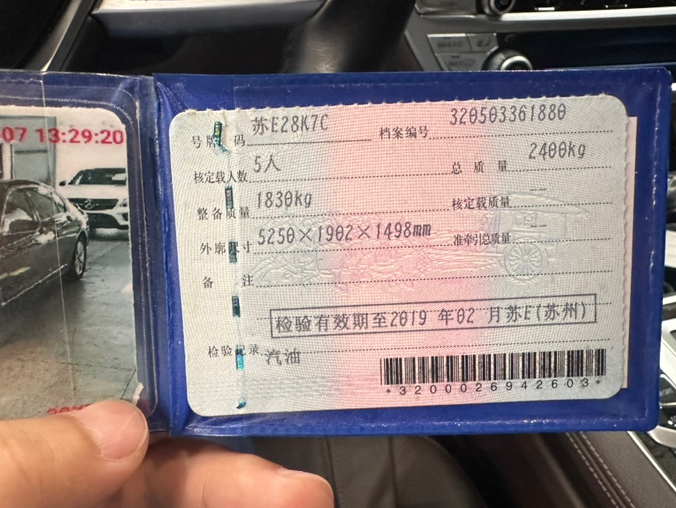 07 13:29:20
号牌号码 苏E28K7C 档案编号 320503361880
核定载人数 5人 总质量 2400kg
整备质量 1830kg 核定载质量 --
外廓尺寸 5250×1902×1498mm 准牵引总质量 --
备注
检验有效期至2019 年02 月苏E(苏州)
检验记录 汽油
*3200026942603*